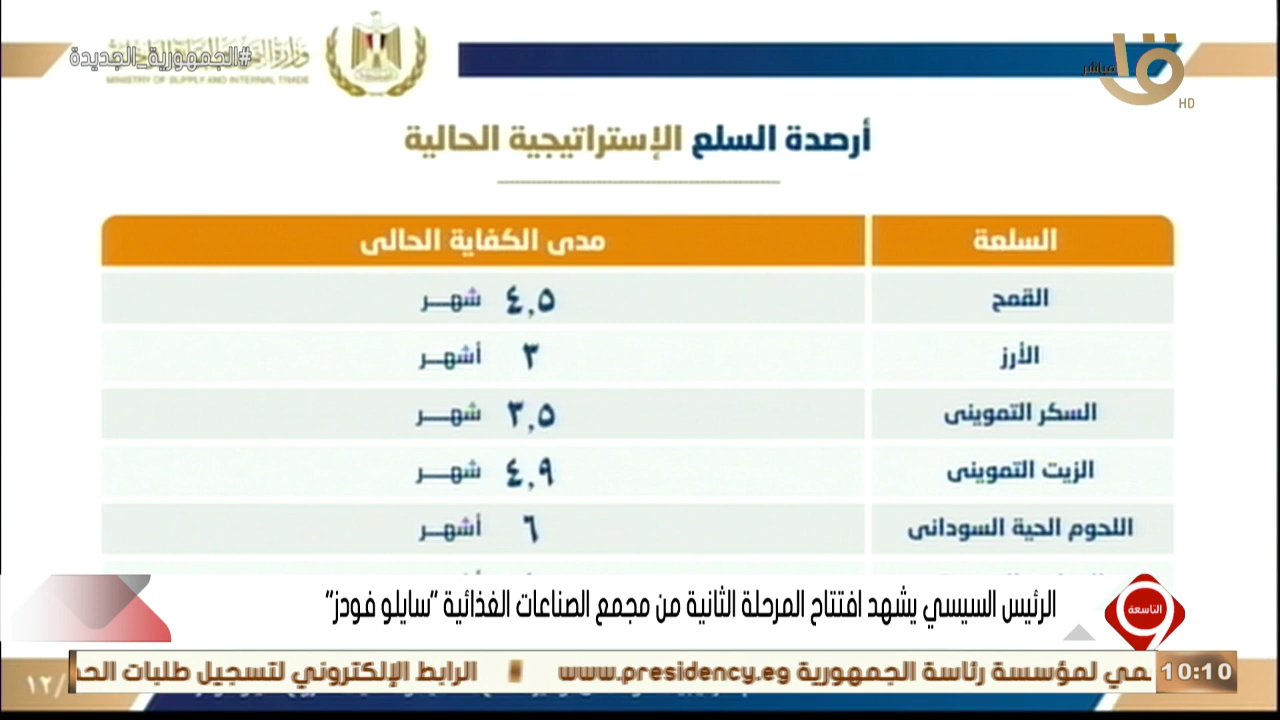 #الجمهورية_الجديدة
MINISTRY OF SUPPLY AND INTERNAL TRADE
مباشر
HD
أرصدة السلع الإستراتيجية الحالية
السلعة مدى الكفاية الحالى
القمح ٤,٥ شهر
الأرز ٣ أشهر
السكر التموينى ٣,٥ شهر
الزيت التموينى ٤,٩ شهر
اللحوم الحية السودانى ٦ أشهر
الرئيس السيسي يشهد افتتاح المرحلة الثانية من مجمع الصناعات الغذائية "سايلو فودز"
التاسعة
10:10 لمؤسسة رئاسة الجمهورية www.presidency.eg الرابط الإلكتروني لتسجيل طلبات